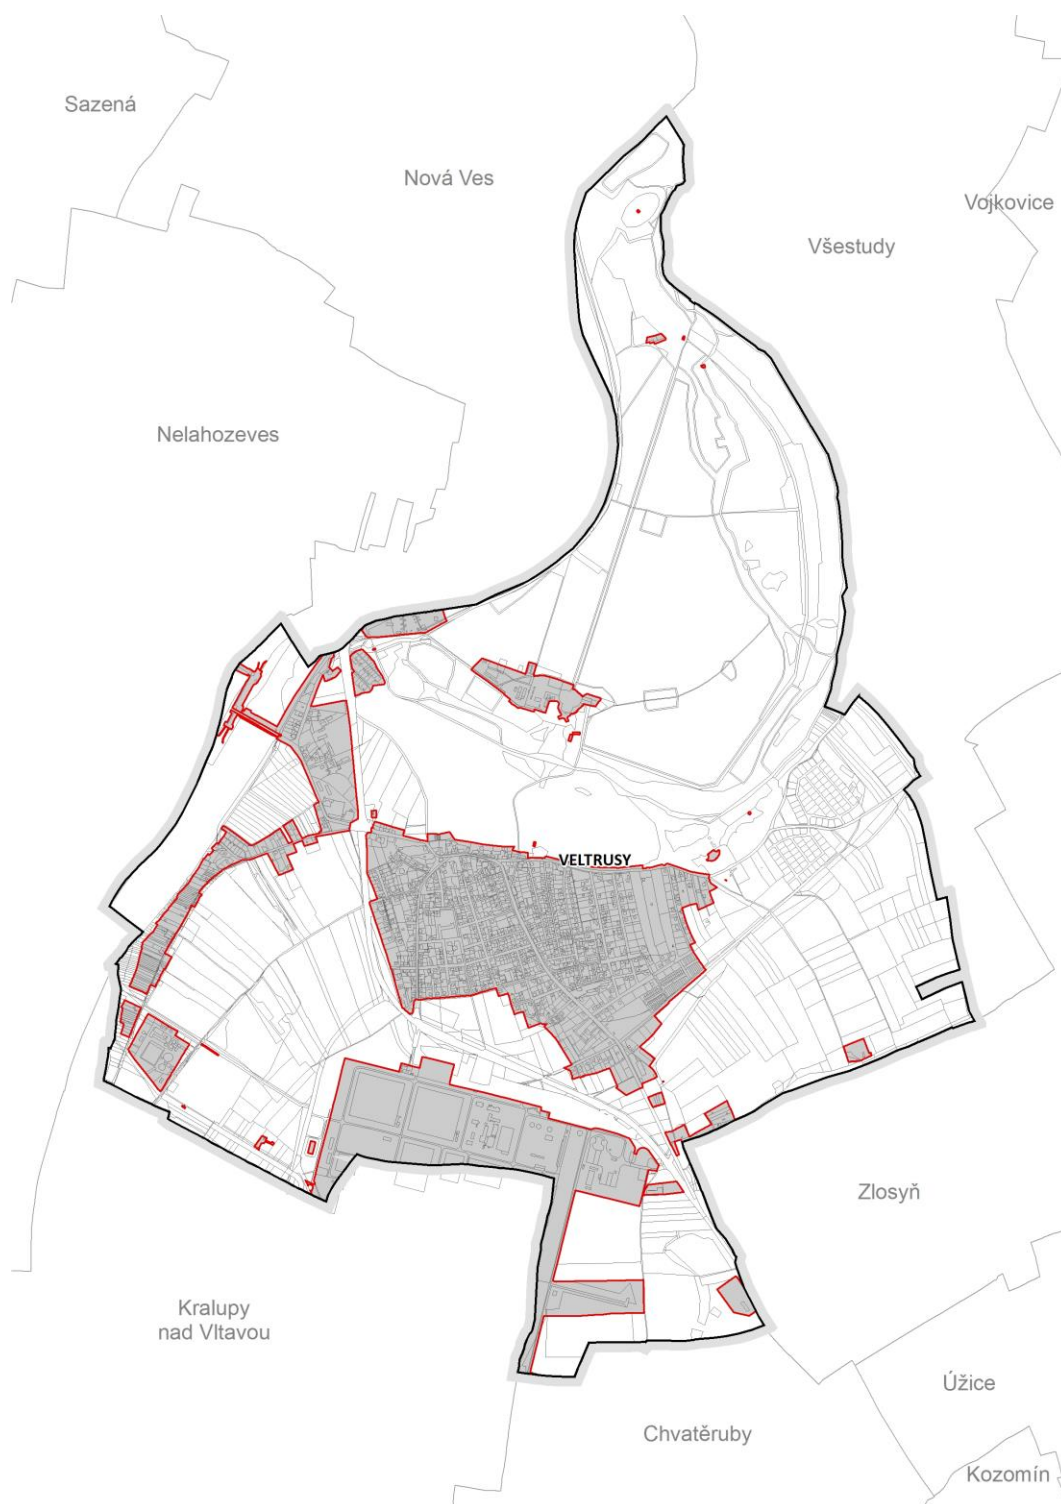 Sazená
Nová Ves
Vojkovice
Všestudy
Nelahozeves
VELTRUSY
Zlosyň
Kralupy
nad Vltavou
Úžice
Chvatěruby
Kozomín